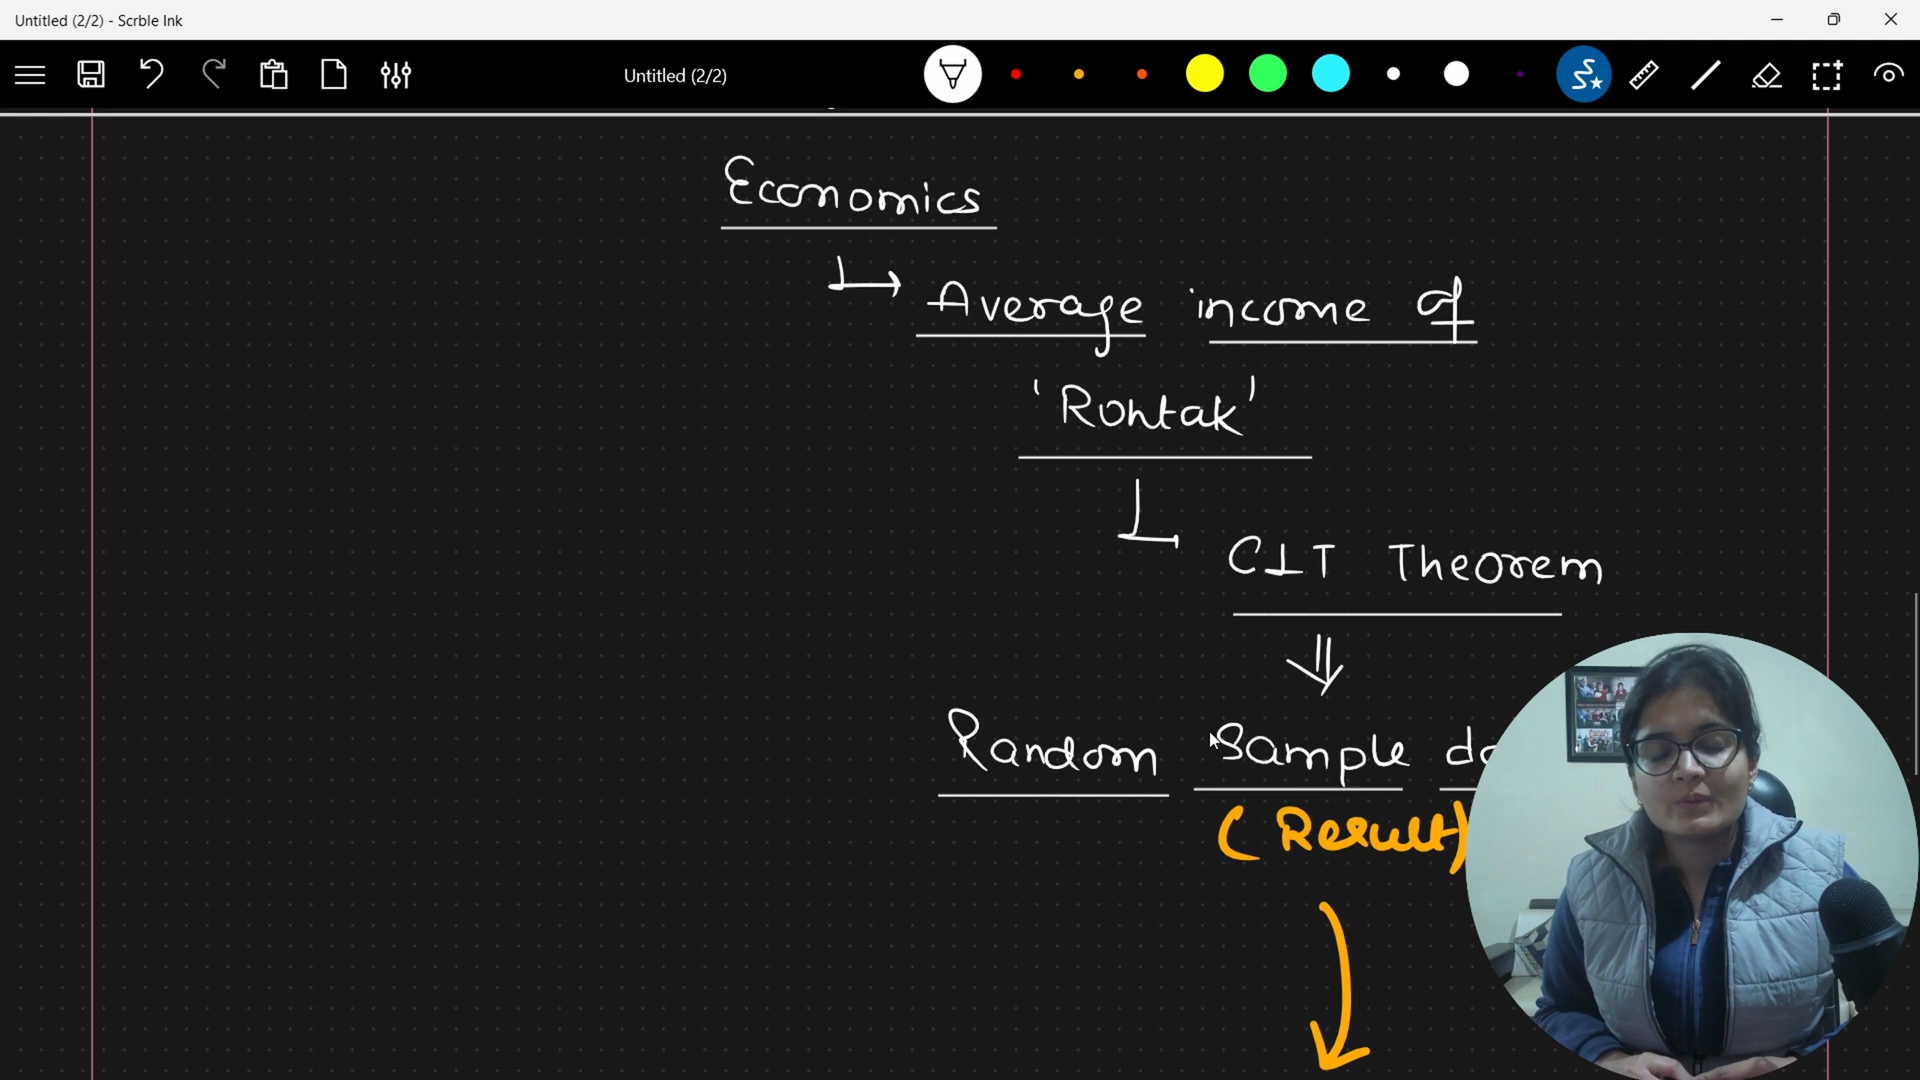 Untitled (2/2) - Scrble Ink
Untitled (2/2)
Economics
Average income of
'Rohtak'
CLT Theorem
Random Sample
(Result)